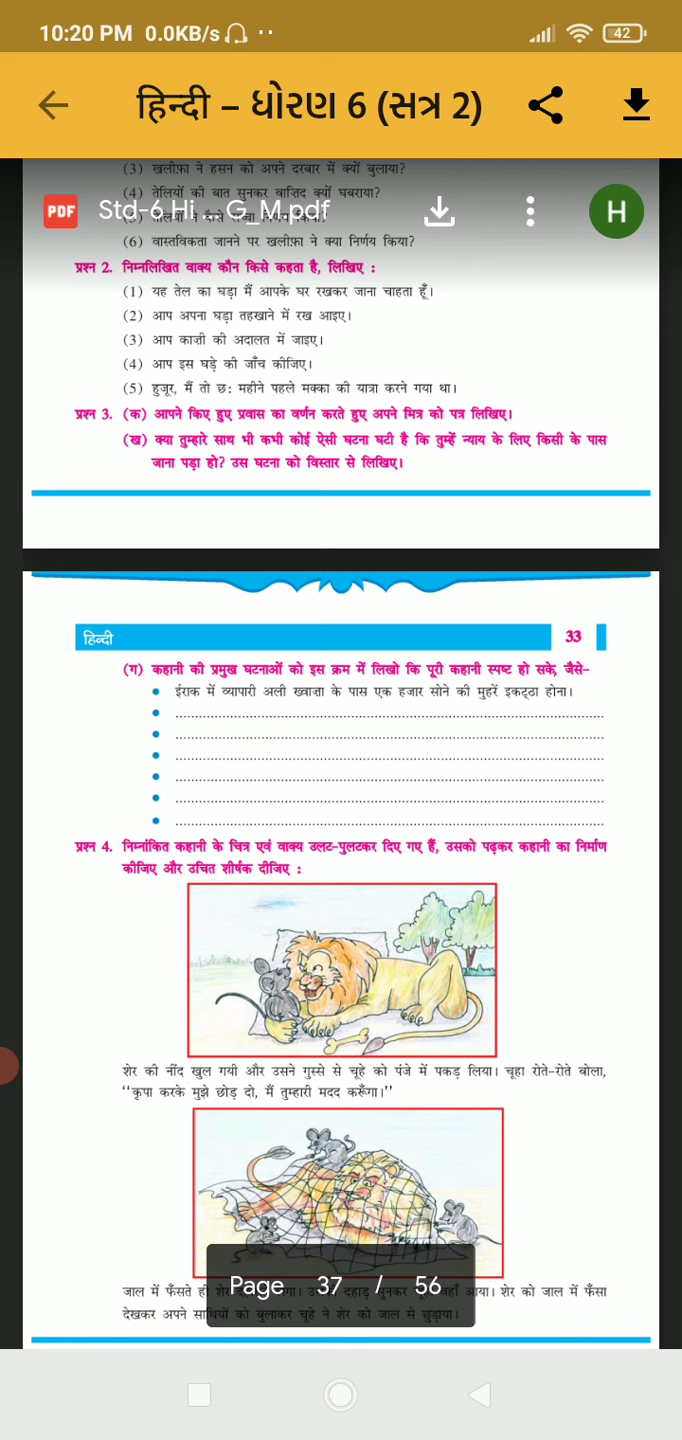 10:20 PM 0.0KB/s 42
हिन्दी – ધોરણ 6 (સત્ર 2)
(3) खलीफ़ा ने हसन को अपने दरबार में क्यों बुलाया?
(4) तेलियों की बात सुनकर वाज़िद क्यों घबराया?
PDF Std-6 Hi ... G_M.pdf H
(6) वास्तविकता जानने पर खलीफ़ा ने क्या निर्णय किया?
प्रश्न 2. निम्नलिखित वाक्य कौन किसे कहता है, लिखिए :
(1) यह तेल का घड़ा मैं आपके घर रखकर जाना चाहता हूँ।
(2) आप अपना घड़ा तहखाने में रख आइए।
(3) आप काज़ी की अदालत में जाइए।
(4) आप इस घड़े की जाँच कीजिए।
(5) हुजूर, मैं तो छ: महीने पहले मक्का की यात्रा करने गया था।
प्रश्न 3. (क) आपने किए हुए प्रवास का वर्णन करते हुए अपने मित्र को पत्र लिखिए।
(ख) क्या तुम्हारे साथ भी कभी कोई ऐसी घटना घटी है कि तुम्हें न्याय के लिए किसी के पास
जाना पड़ा हो? उस घटना को विस्तार से लिखिए।
हिन्दी 33
(ग) कहानी की प्रमुख घटनाओं को इस क्रम में लिखो कि पूरी कहानी स्पष्ट हो सके, जैसे-
• ईराक में व्यापारी अली ख्वाज़ा के पास एक हजार सोने की मुहरें इकट्ठा होना।
प्रश्न 4. निम्नांकित कहानी के चित्र एवं वाक्य उलट-पुलटकर दिए गए हैं, उसको पढ़कर कहानी का निर्माण
कीजिए और उचित शीर्षक दीजिए :
शेर की नींद खुल गयी और उसने गुस्से से चूहे को पंजे में पकड़ लिया। चूहा रोते-रोते बोला,
“कृपा करके मुझे छोड़ दो, मैं तुम्हारी मदद करूँगा।”
Page 37 / 56
जाल में फँसते ही शेर दहाड़ सुनकर वहाँ आया। शेर को जाल में फँसा
देखकर अपने साथियों को बुलाकर चूहे ने शेर को जाल से छुड़ाया।